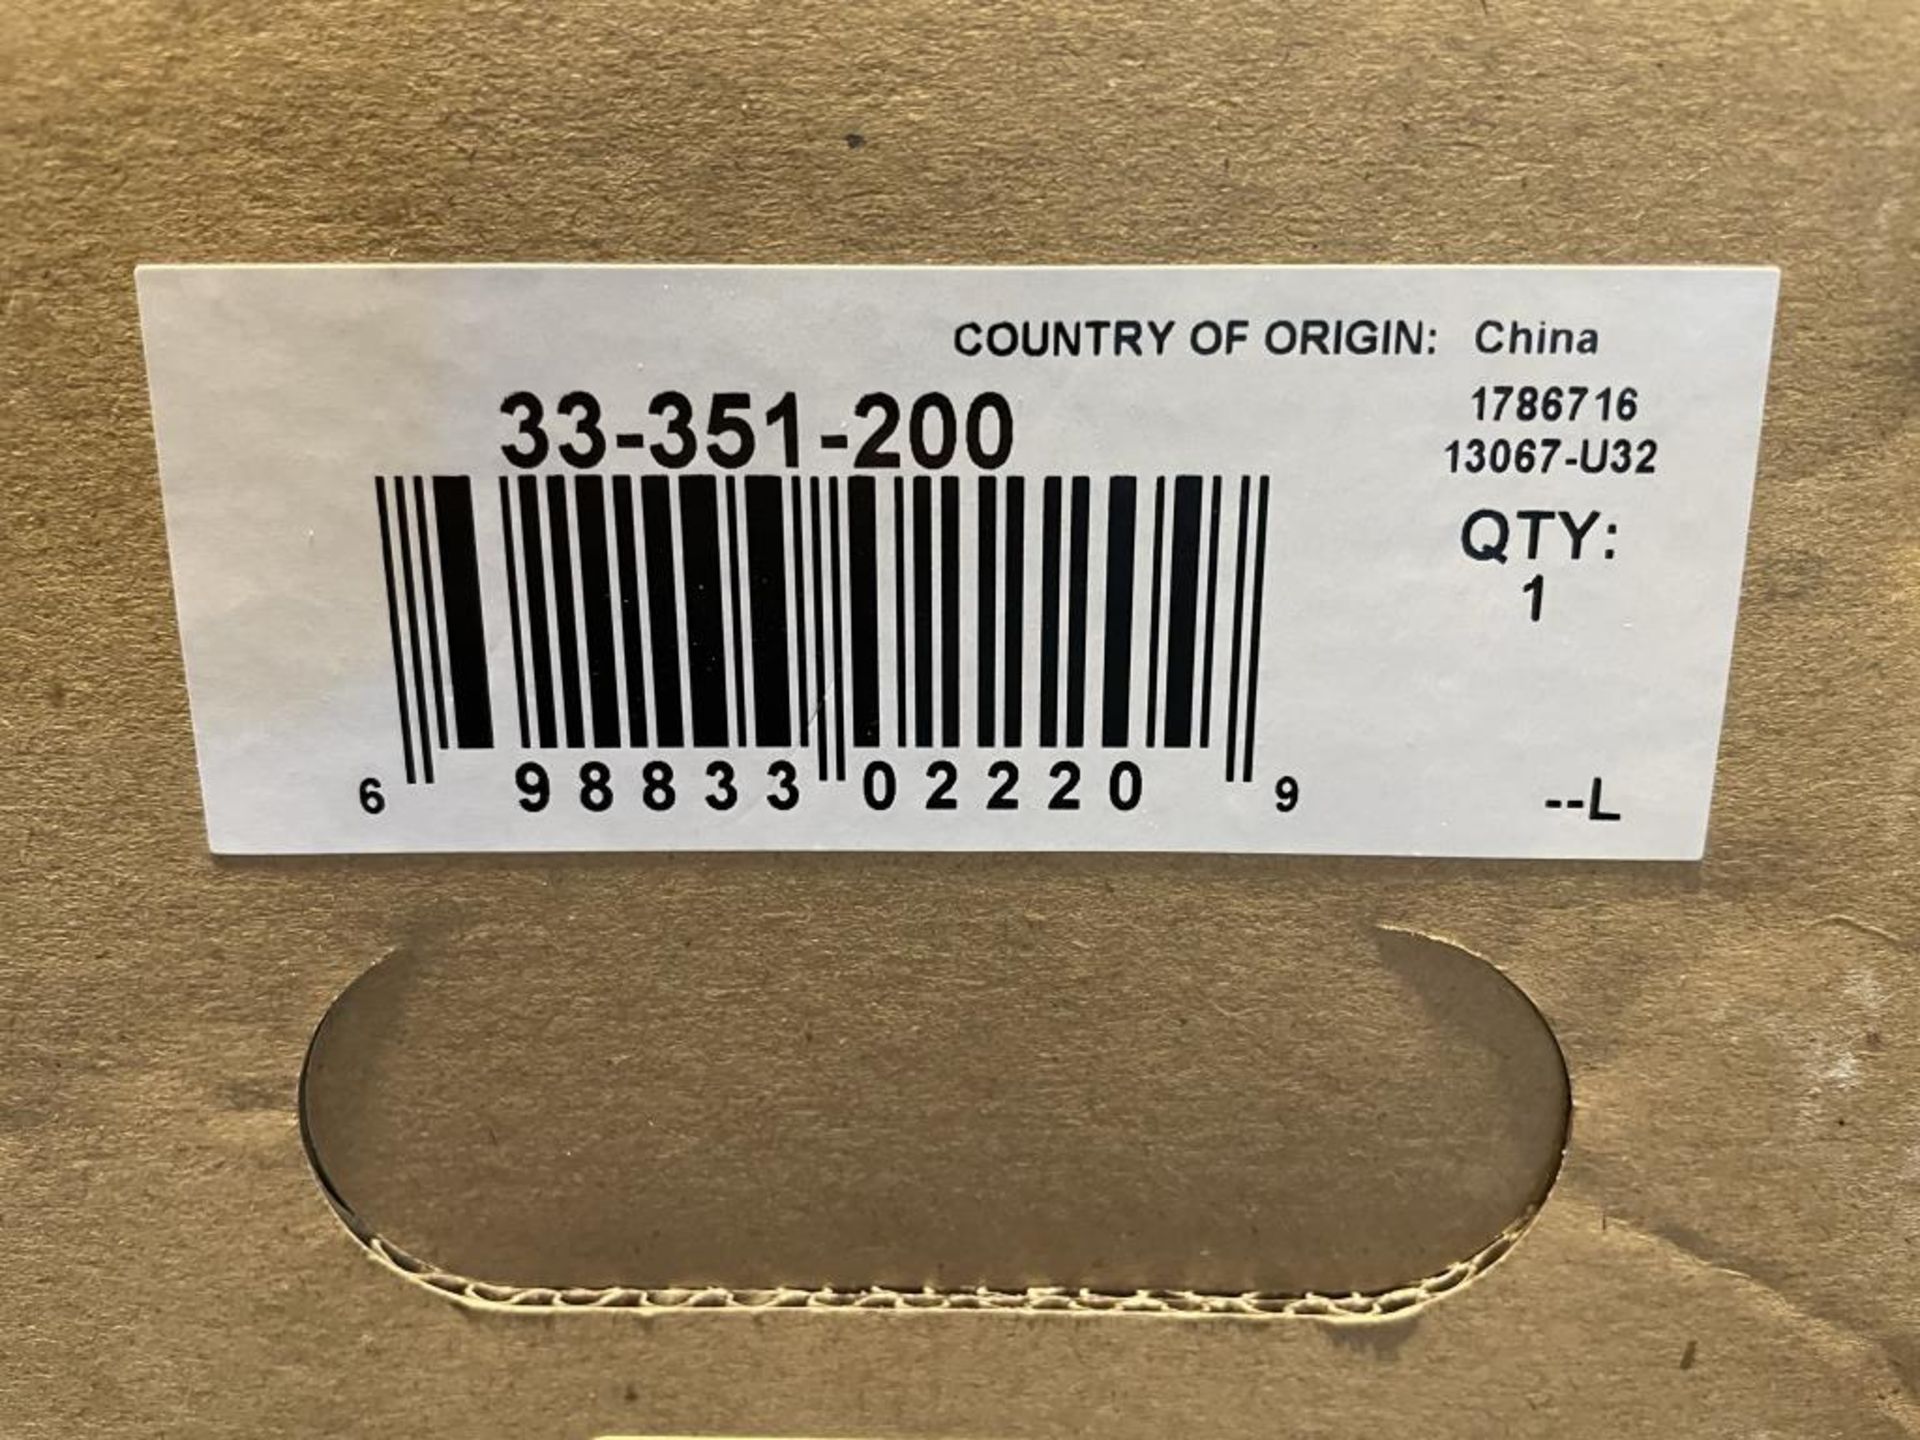 COUNTRY OF ORIGIN: China
33-351-200
1786716
13067-U32
QTY:
1
6 98833 02220 9
--L